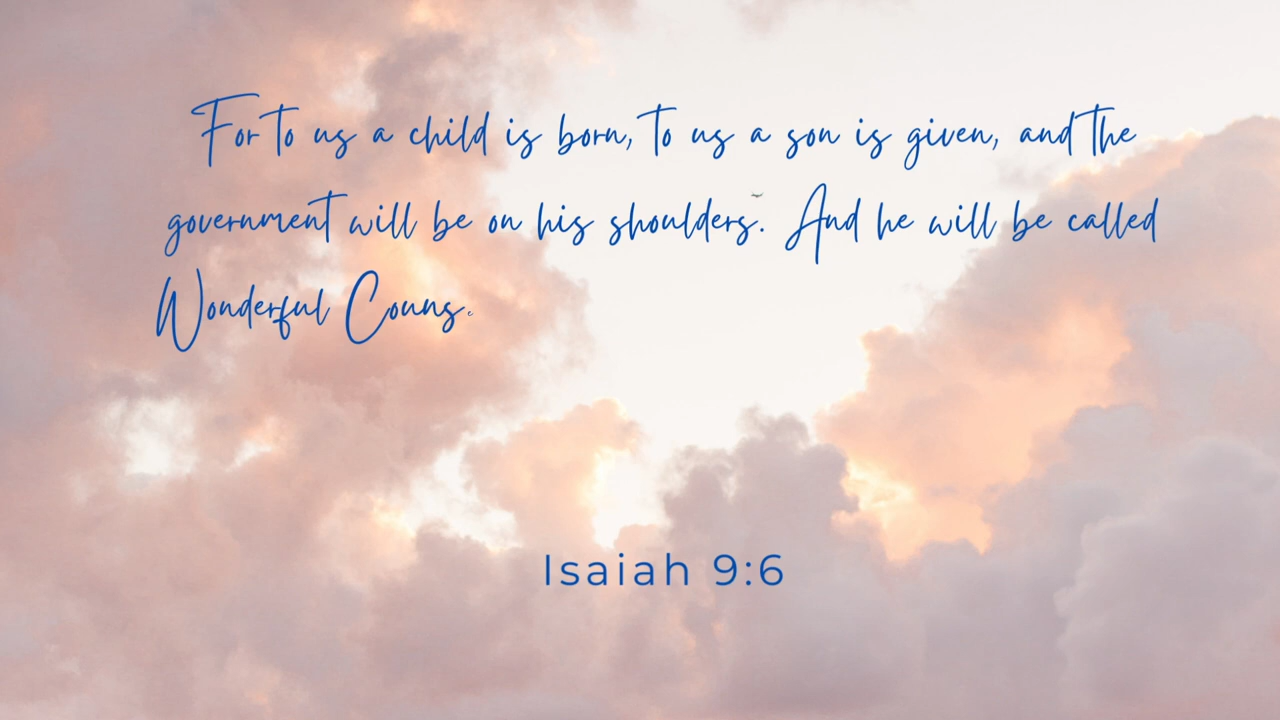 For to us a child is born, to us a son is given, and the
government will be on his shoulders. And he will be called
Wonderful Couns
Isaiah 9:6